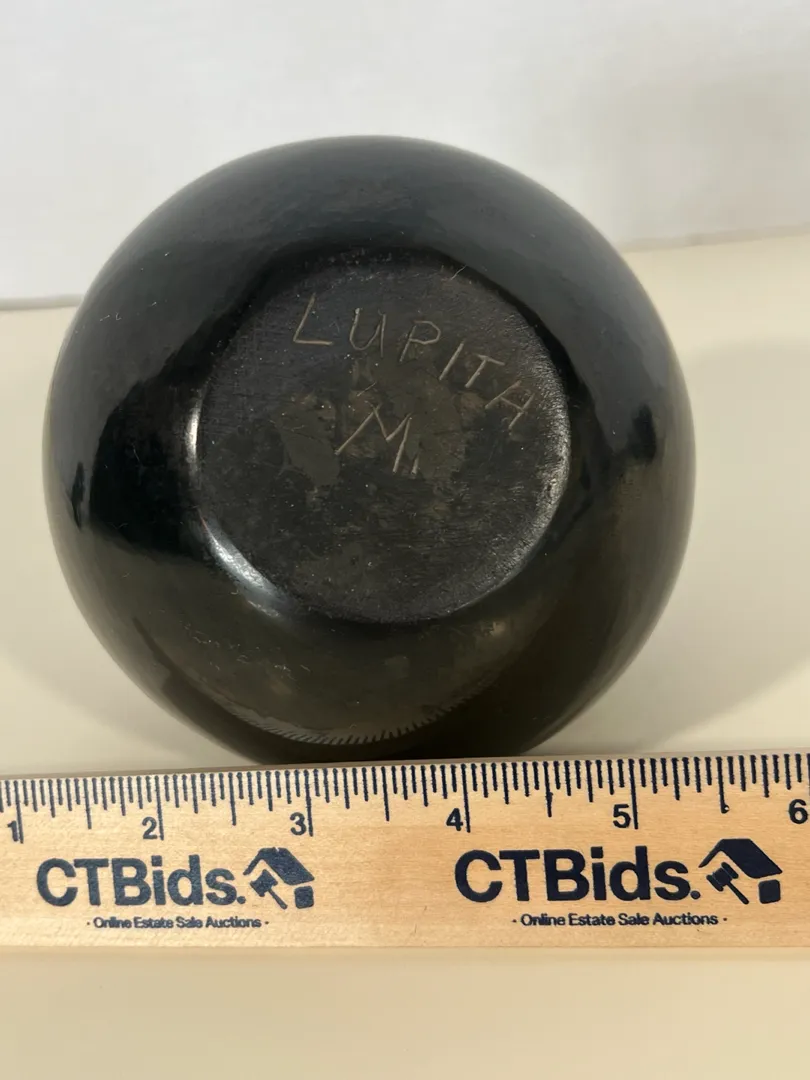 LUPITA
M.
1 2 3 4 5 6
CTBids. CTBids.
· Online Estate Sale Auctions · · Online Estate Sale Auctions ·